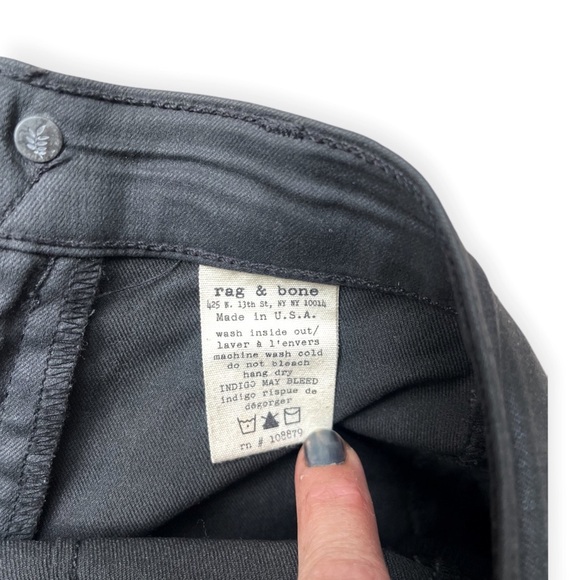 rag & bone
425 W. 13th St, NY NY 10014
Made in U.S.A.
wash inside out/
laver à l'envers
machine wash cold
do not bleach
hang dry
INDIGO MAY BLEED
indigo risque de
dégorger
rn # 108879